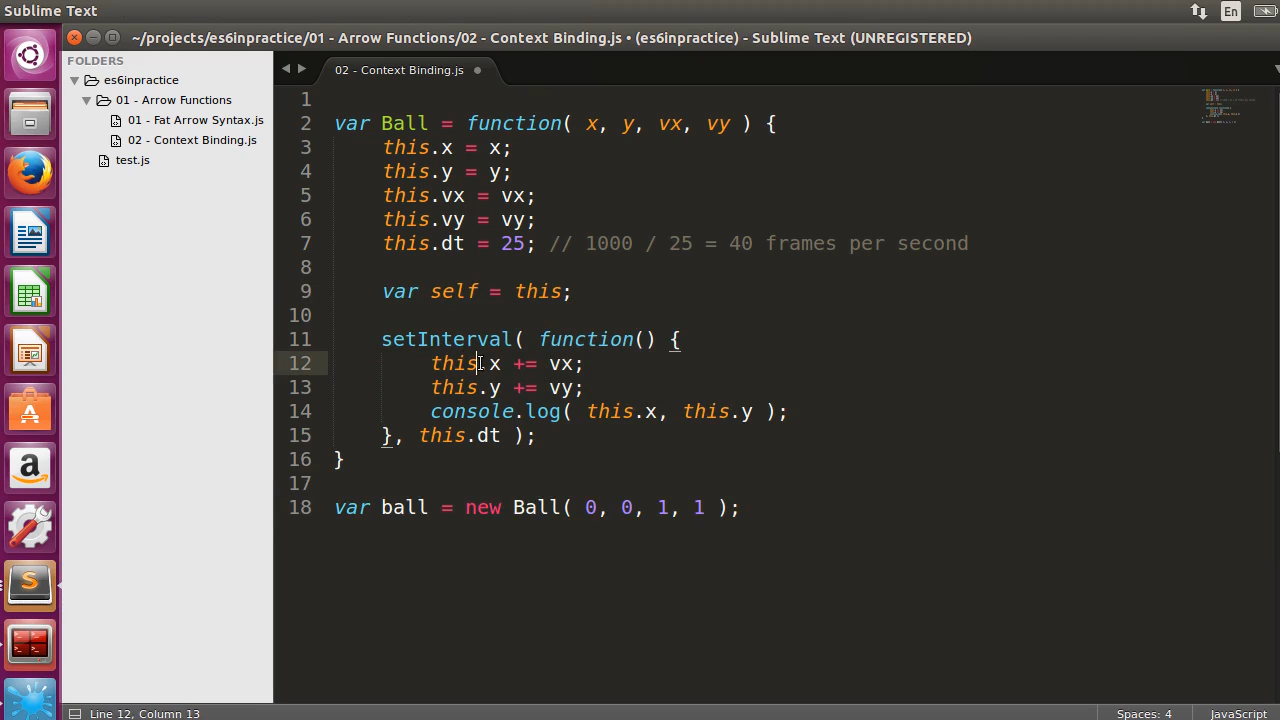 Sublime Text
En
~/projects/es6inpractice/01 - Arrow Functions/02 - Context Binding.js • (es6inpractice) - Sublime Text (UNREGISTERED)
FOLDERS
es6inpractice
01 - Arrow Functions
01 - Fat Arrow Syntax.js
02 - Context Binding.js
test.js
02 - Context Binding.js
1
2 var Ball = function( x, y, vx, vy ) {
3 this.x = x;
4 this.y = y;
5 this.vx = vx;
6 this.vy = vy;
7 this.dt = 25; // 1000 / 25 = 40 frames per second
8
9 var self = this;
10
11 setInterval( function() {
12 this.x += vx;
13 this.y += vy;
14 console.log( this.x, this.y );
15 }, this.dt );
16 }
17
18 var ball = new Ball( 0, 0, 1, 1 );
Line 12, Column 13
Spaces: 4
JavaScript